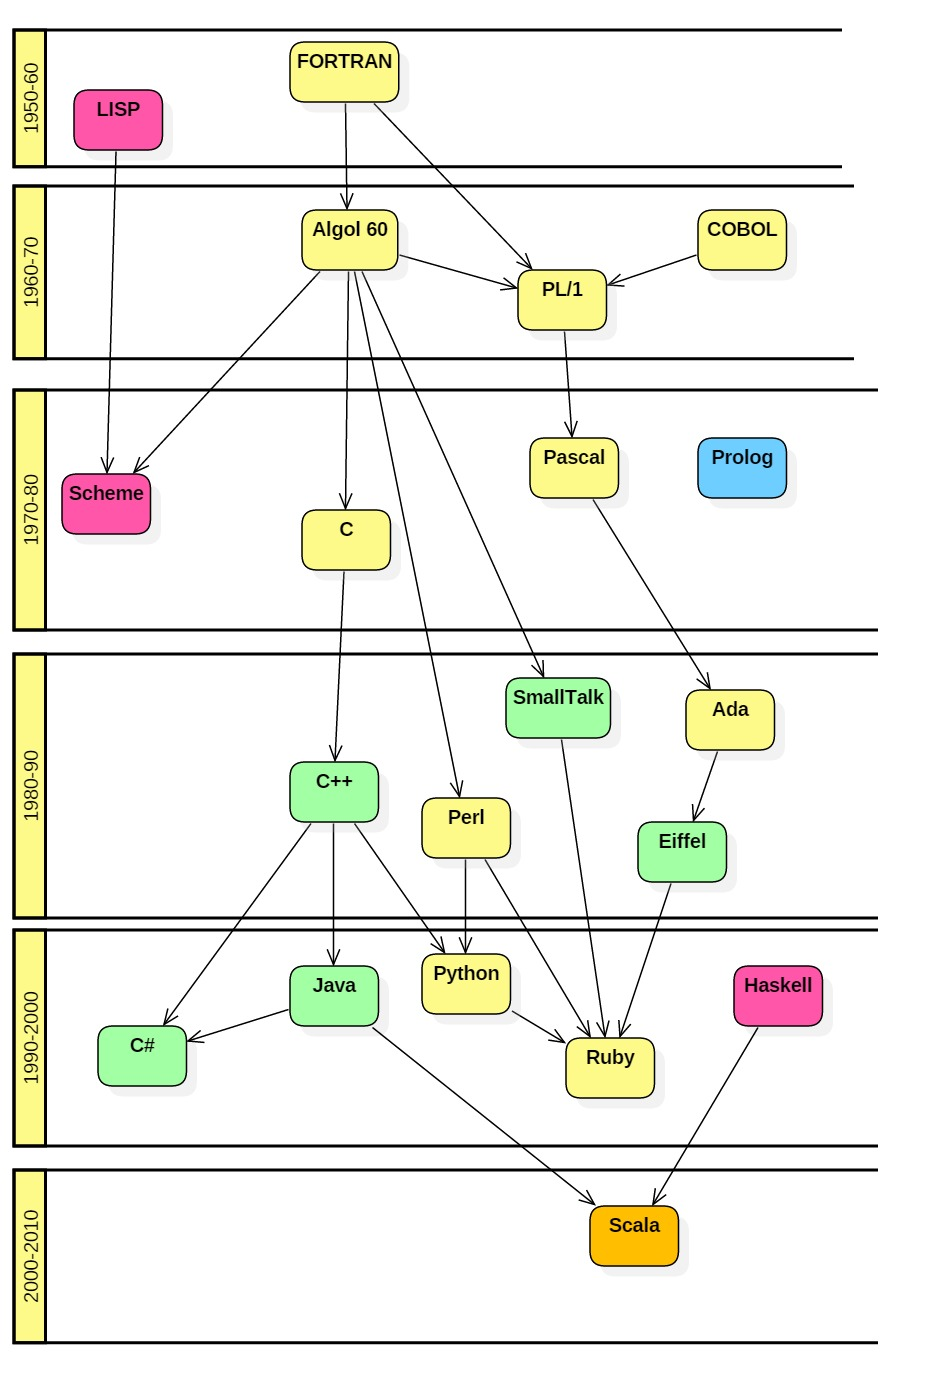 1950-60
FORTRAN
LISP
1960-70
Algol 60
COBOL
PL/1
1970-80
Pascal
Prolog
Scheme
C
1980-90
SmallTalk
Ada
C++
Perl
Eiffel
1990-2000
Python
Java
Haskell
C#
Ruby
2000-2010
Scala